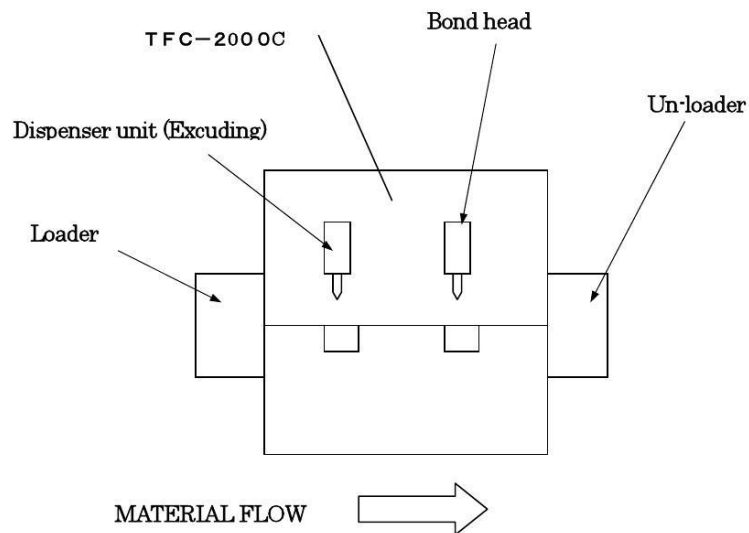 Bond head
TFC-2000C
Un-loader
Dispenser unit (Excuding)
Loader
MATERIAL FLOW